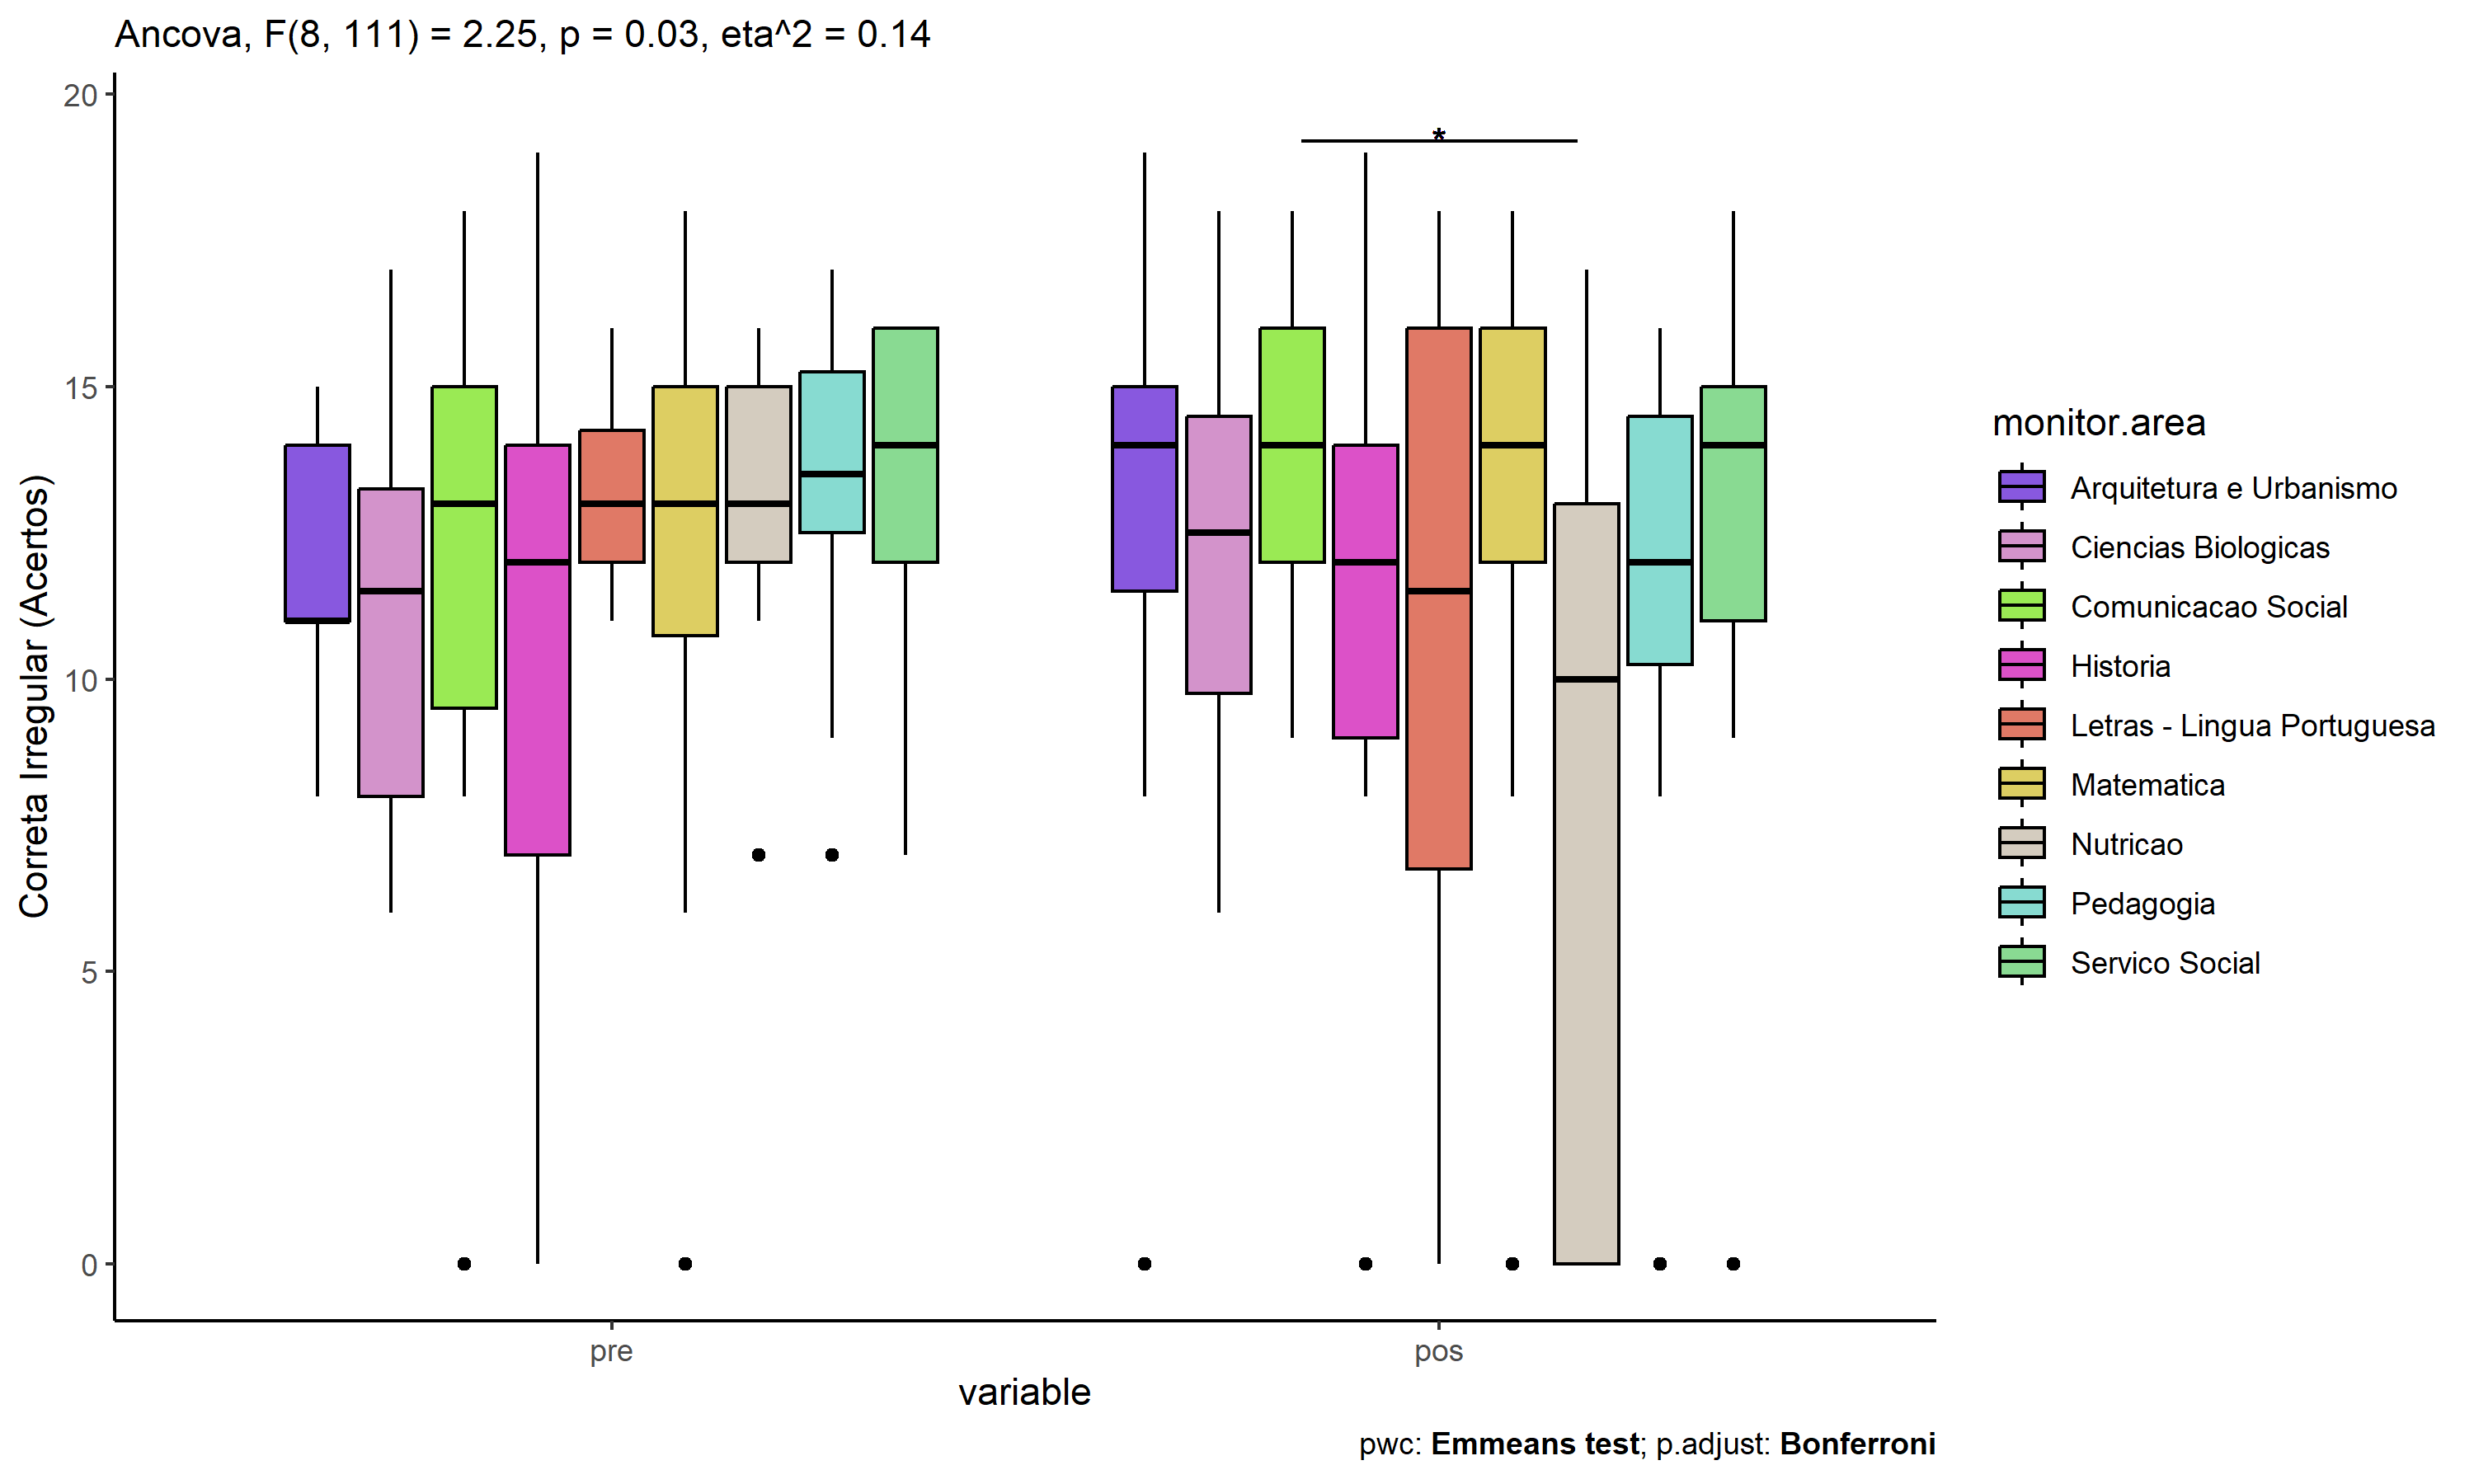 Ancova, F(8, 111) = 2.25, p = 0.03, eta^2 = 0.14
20
15
10
5
0
Correta Irregular (Acertos)
*
pre
pos
variable
monitor.area
Arquitetura e Urbanismo
Ciencias Biologicas
Comunicacao Social
Historia
Letras - Lingua Portuguesa
Matematica
Nutricao
Pedagogia
Servico Social
pwc: Emmeans test; p.adjust: Bonferroni